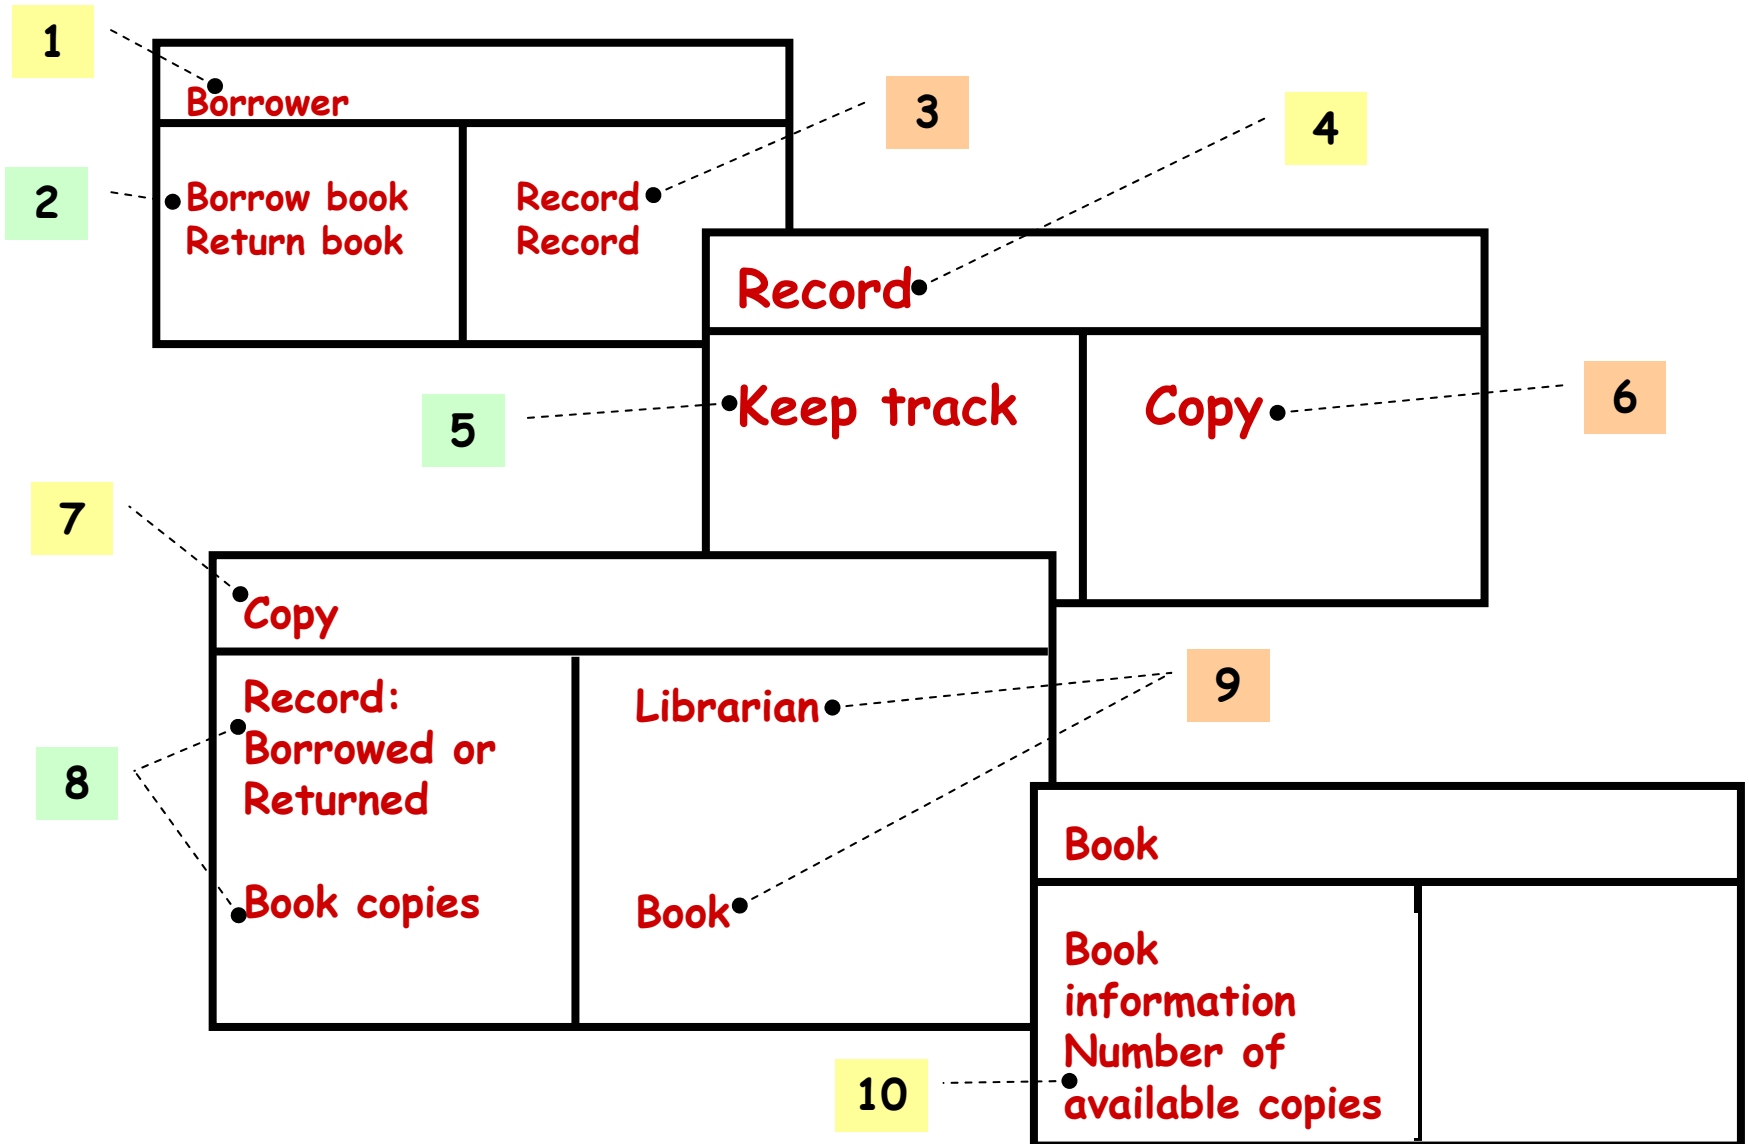 1
Borrower
2
Borrow book
Return book
Record
Record
3
4
Record
5
Keep track
Copy
6
7
Copy
8
Record:
Borrowed or
Returned
Book copies
Librarian
Book
9
Book
10
Book
information
Number of
available copies